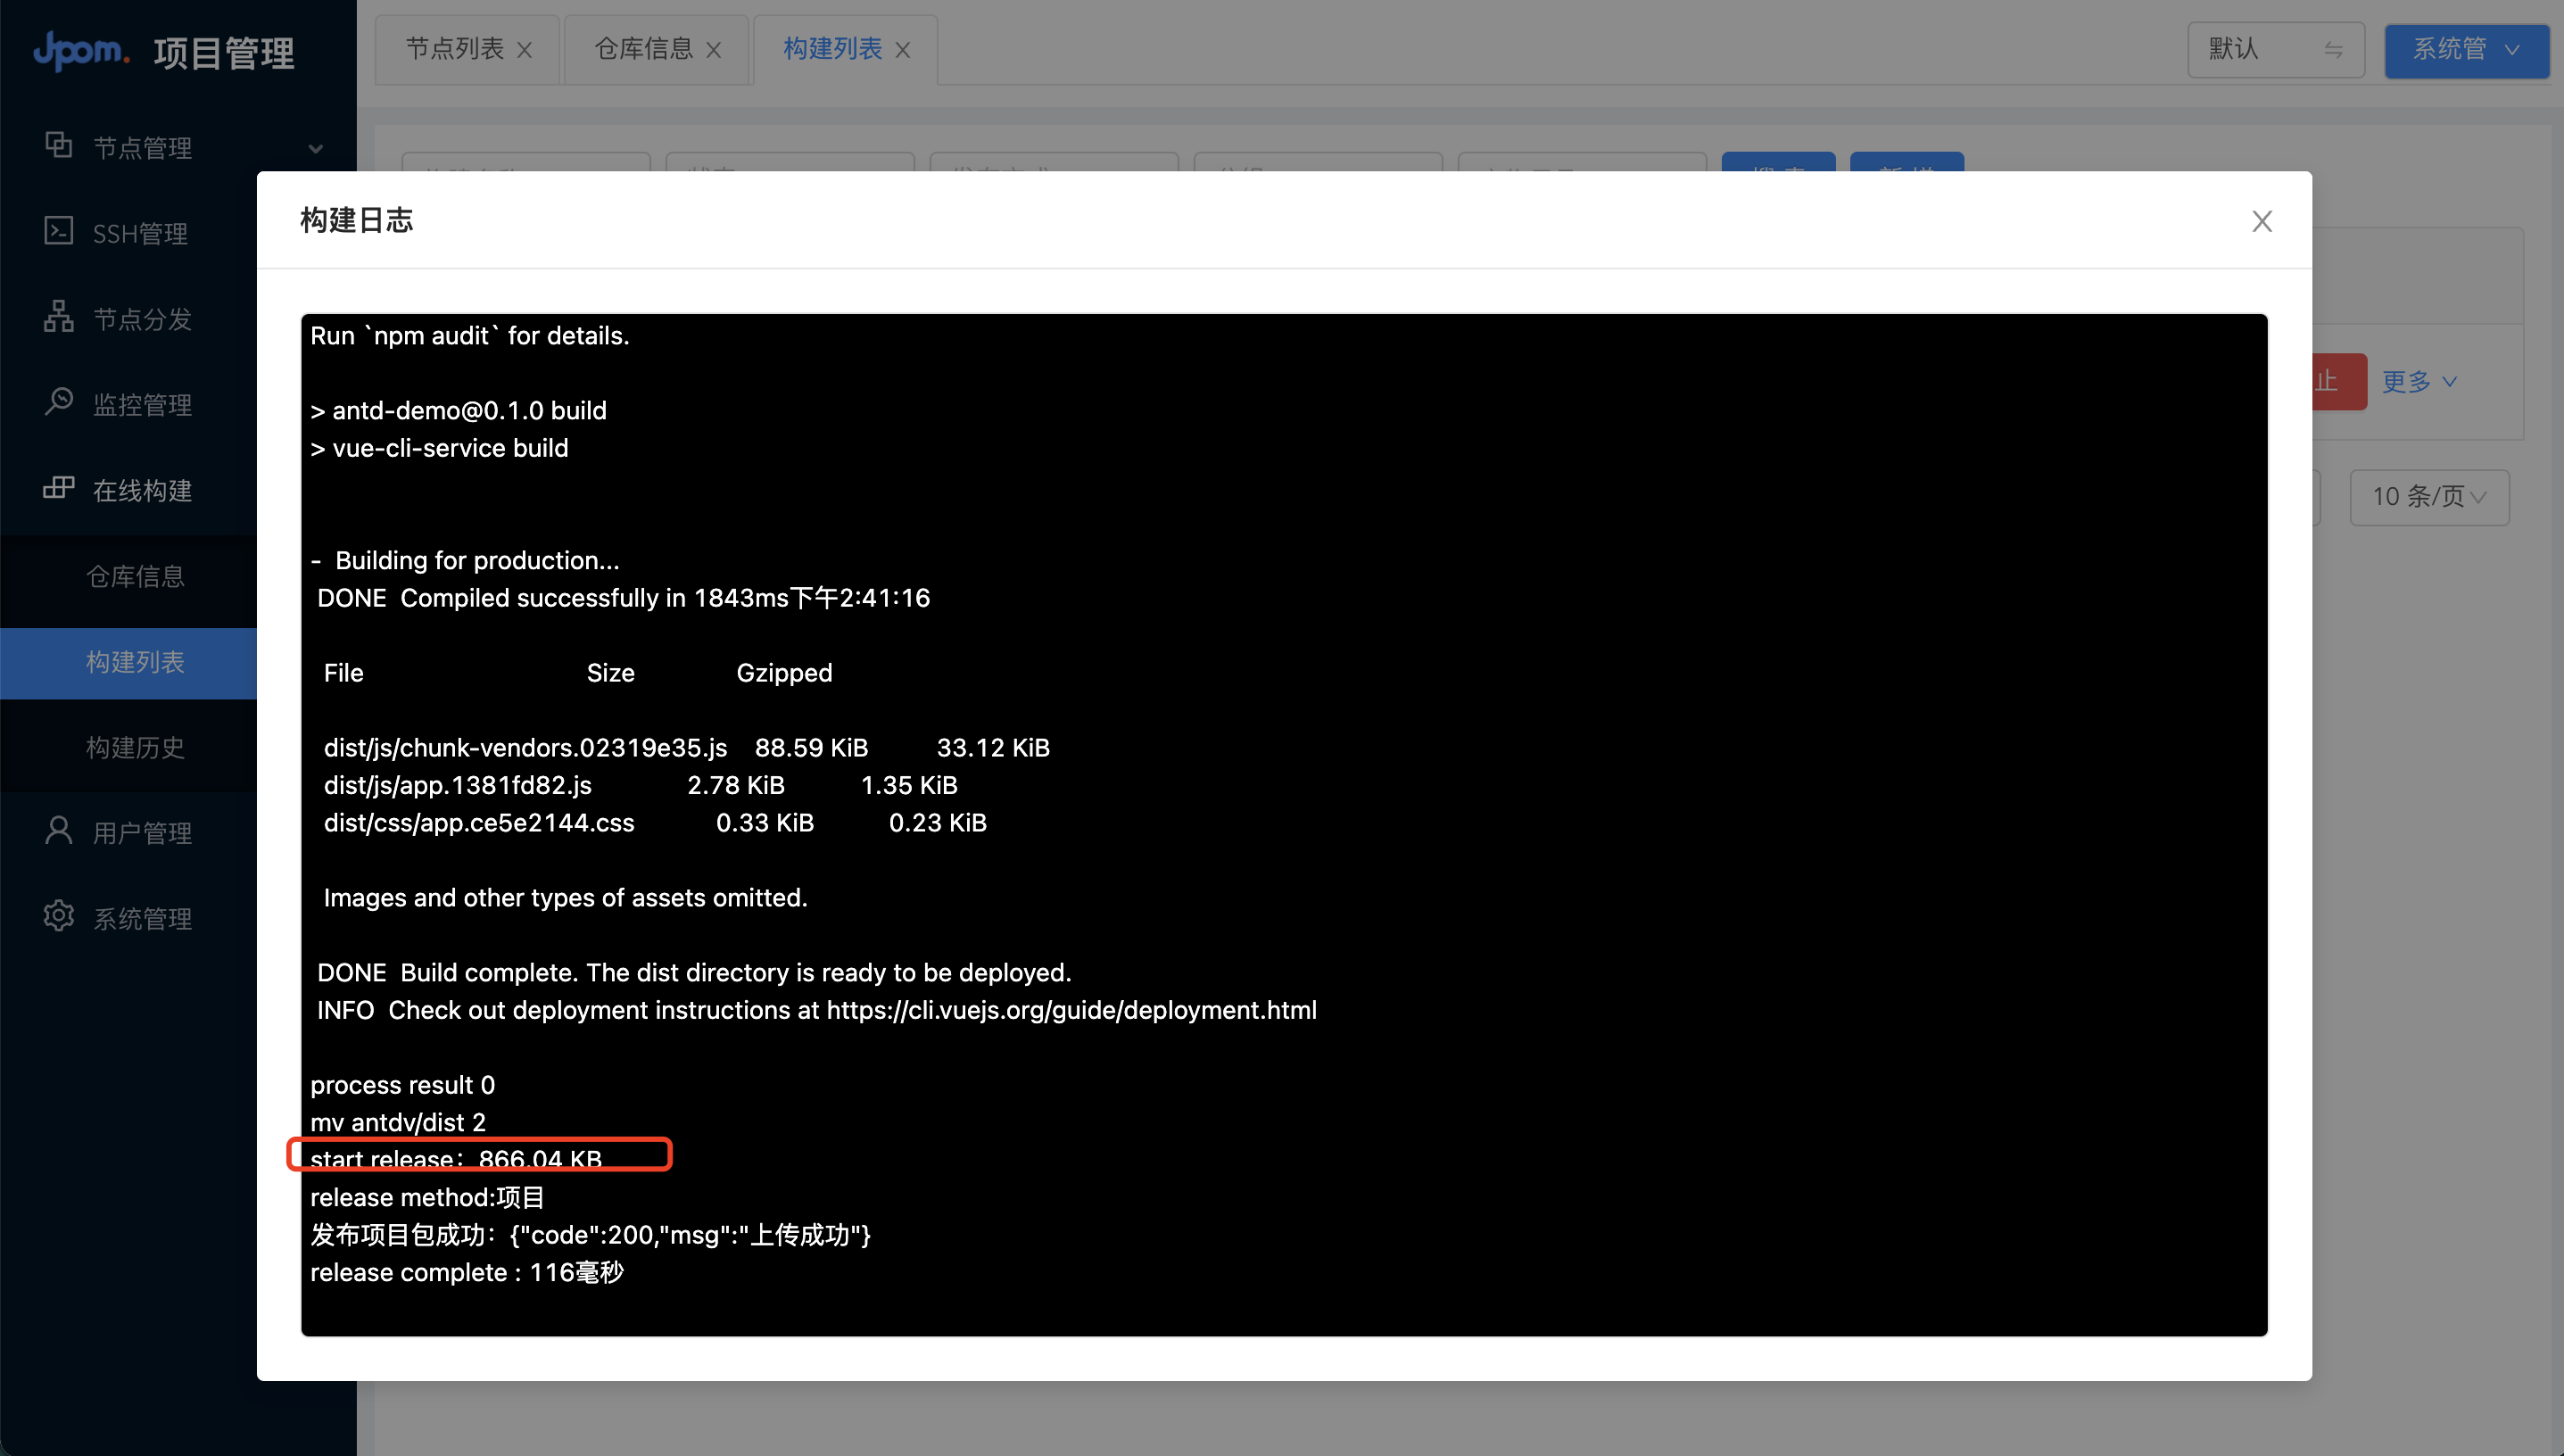 Jpom. 项目管理
节点列表
仓库信息
构建列表
默认
系统管
节点管理
SSH管理
节点分发
监控管理
在线构建
仓库信息
构建列表
构建历史
用户管理
系统管理
止
更多
10 条/页
构建日志
Run `npm audit` for details.
> antd-demo@0.1.0 build
> vue-cli-service build
- Building for production...
DONE Compiled successfully in 1843ms下午2:41:16
File Size Gzipped
dist/js/chunk-vendors.02319e35.js 88.59 KiB 33.12 KiB
dist/js/app.1381fd82.js 2.78 KiB 1.35 KiB
dist/css/app.ce5e2144.css 0.33 KiB 0.23 KiB
Images and other types of assets omitted.
DONE Build complete. The dist directory is ready to be deployed.
INFO Check out deployment instructions at https://cli.vuejs.org/guide/deployment.html
process result 0
mv antdv/dist 2
start release：866.04 KB
release method:项目
发布项目包成功：{"code":200,"msg":"上传成功"}
release complete : 116毫秒